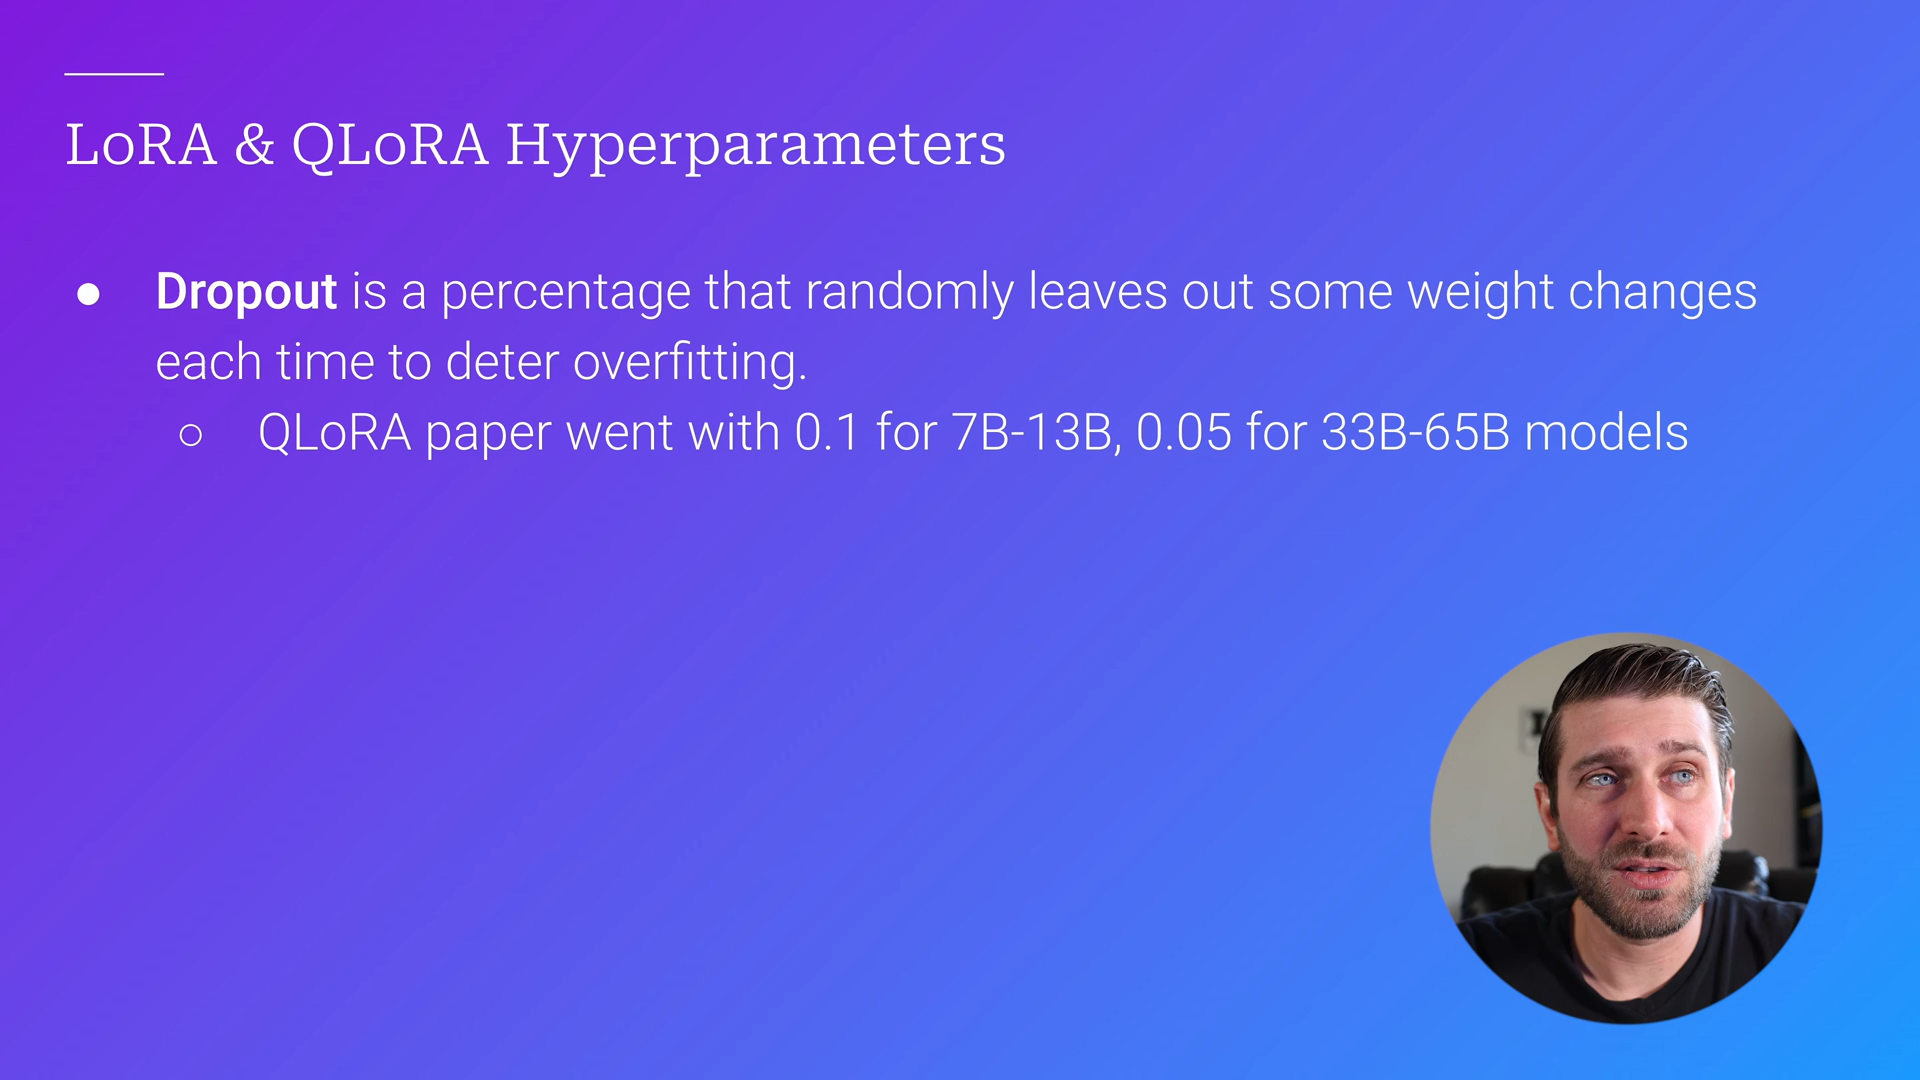 LoRA & QLoRA Hyperparameters
● Dropout is a percentage that randomly leaves out some weight changes
each time to deter overfitting.
○ QLoRA paper went with 0.1 for 7B-13B, 0.05 for 33B-65B models